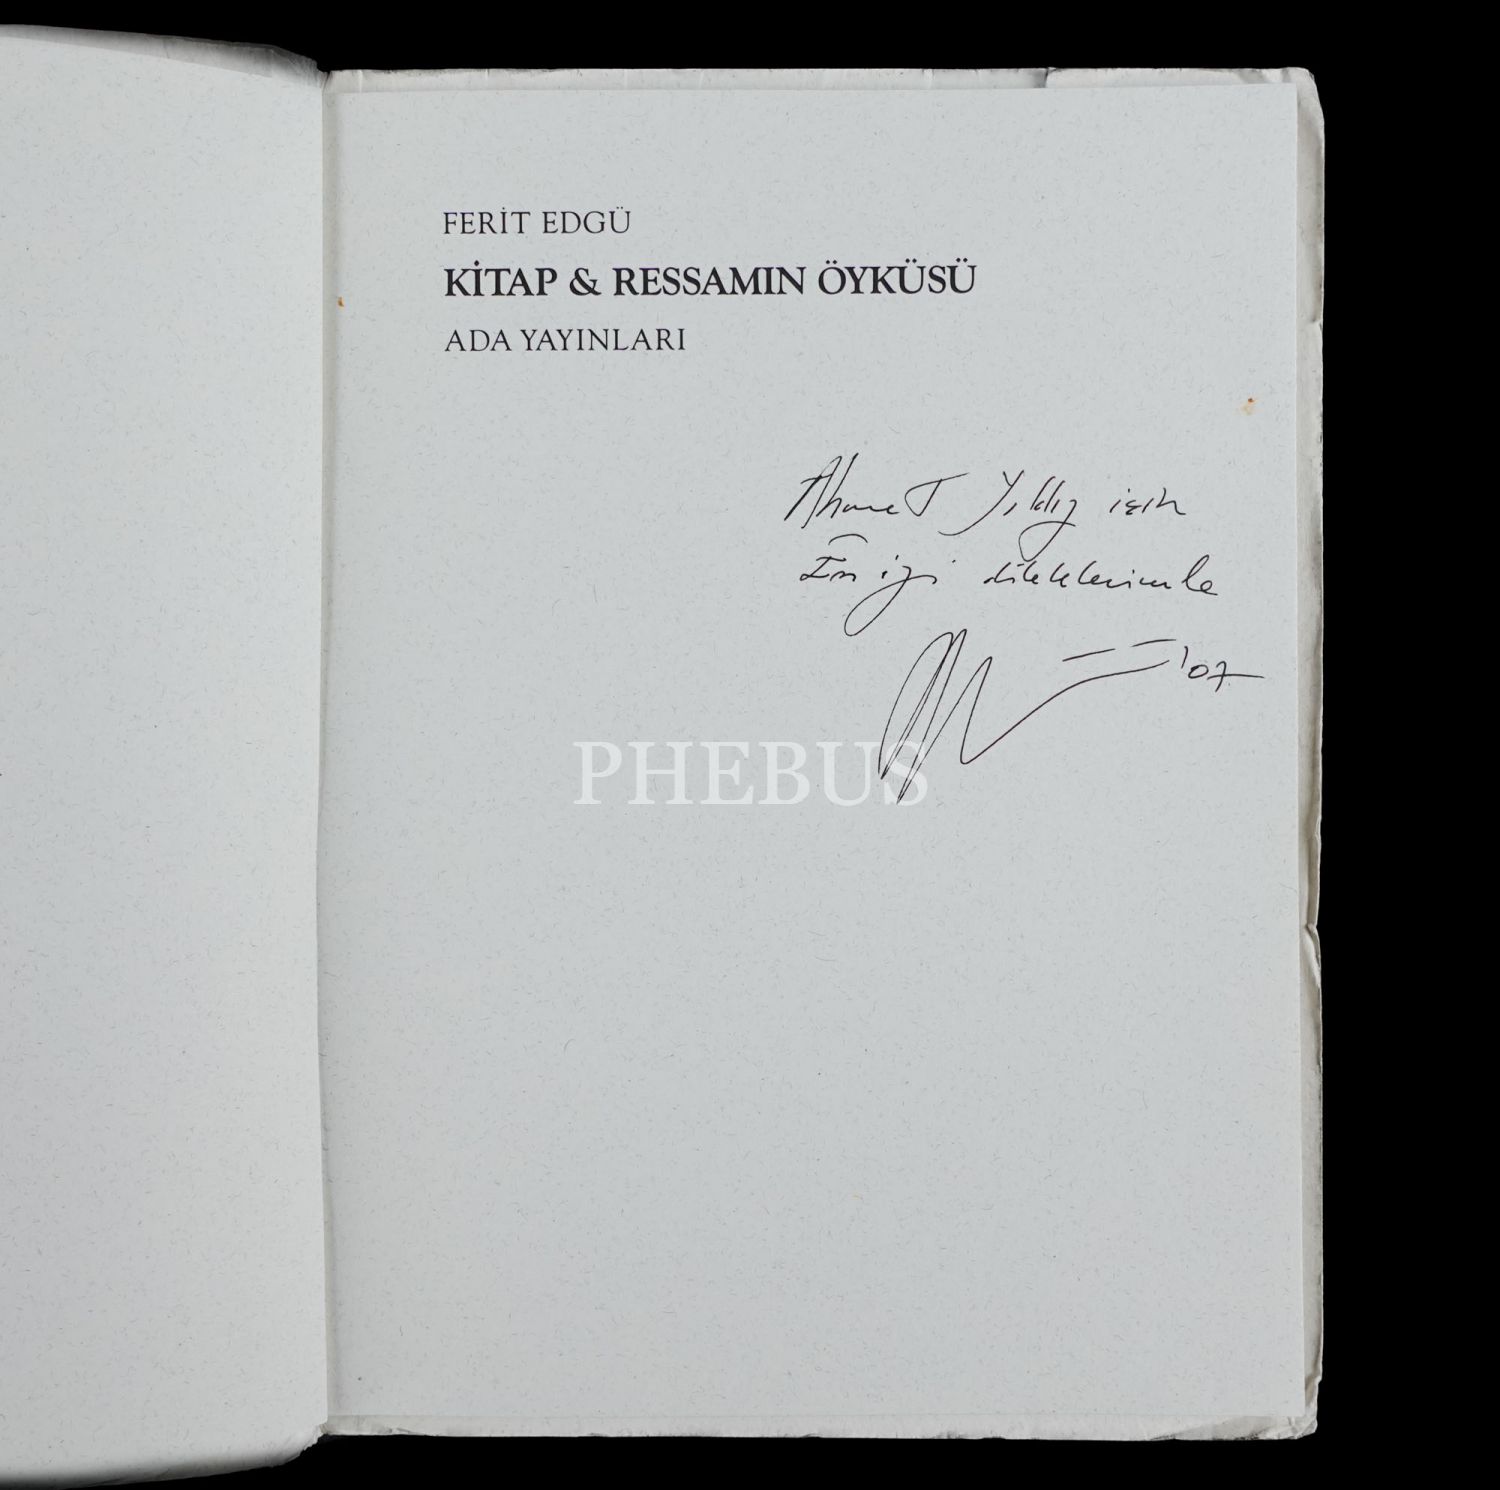 FERİT EDGÜ
KİTAP & RESSAMIN ÖYKÜSÜ
ADA YAYINLARI
Ahmet Yıldız için
En iyi dileklerimle
'07
PHEBUS